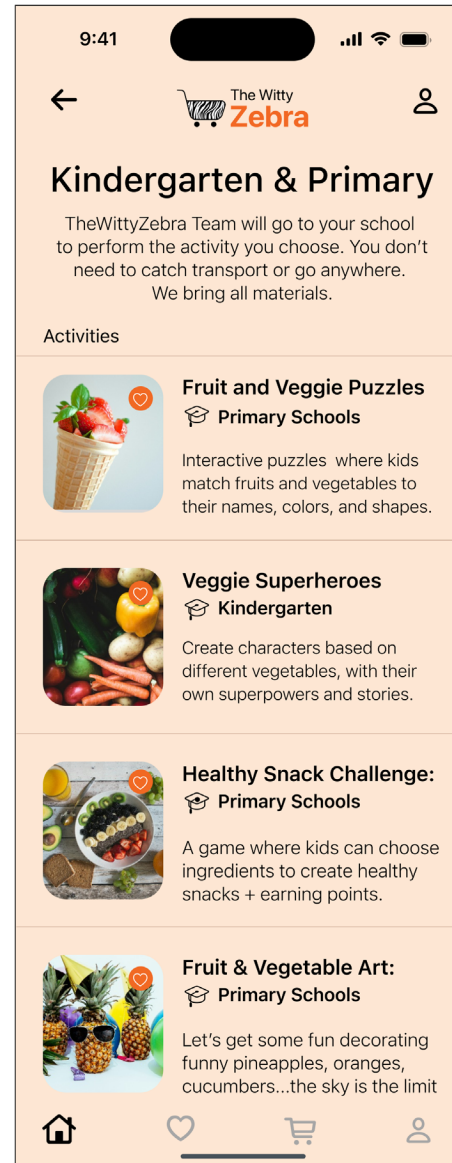 9:41
The Witty
Zebra
Kindergarten & Primary
TheWittyZebra Team will go to your school
to perform the activity you choose. You don’t
need to catch transport or go anywhere.
We bring all materials.
Activities
Fruit and Veggie Puzzles
Primary Schools
Interactive puzzles  where kids
match fruits and vegetables to
their names, colors, and shapes.
Veggie Superheroes
Kindergarten
Create characters based on
different vegetables, with their
own superpowers and stories.
Healthy Snack Challenge:
Primary Schools
A game where kids can choose
ingredients to create healthy
snacks + earning points.
Fruit & Vegetable Art:
Primary Schools
Let’s get some fun decorating
funny pineapples, oranges,
cucumbers...the sky is the limit